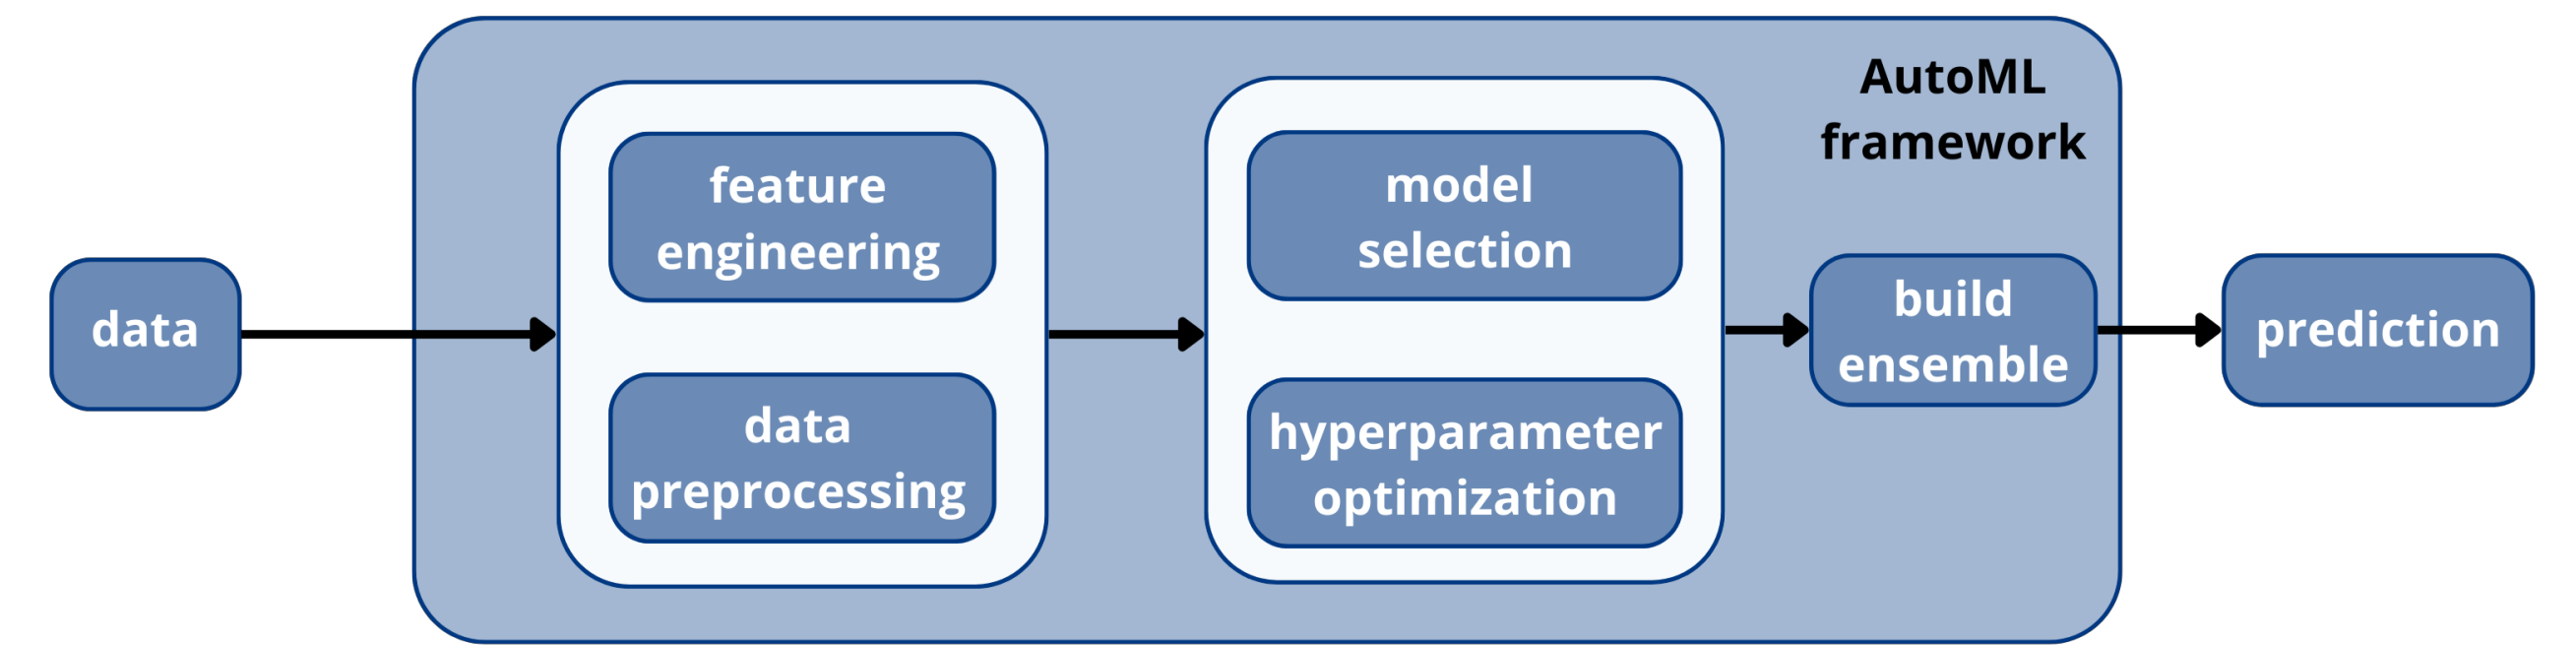 data
feature
engineering
data
preprocessing
model
selection
hyperparameter
optimization
AutoML
framework
build
ensemble
prediction